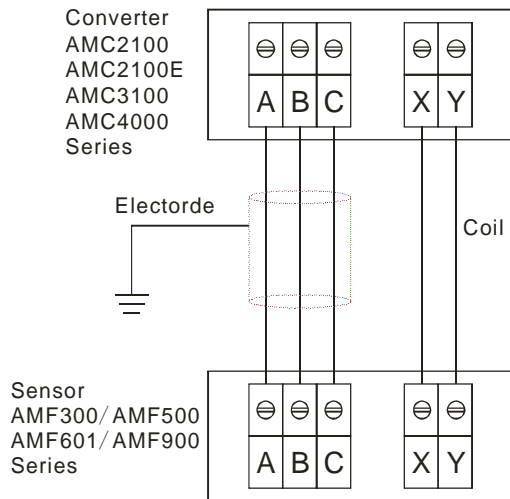 Converter
AMC2100
AMC2100E
AMC3100
AMC4000
Series
A B C X Y
Electorde
Coil
Sensor
AMF300/AMF500
AMF601/AMF900
Series
A B C X Y